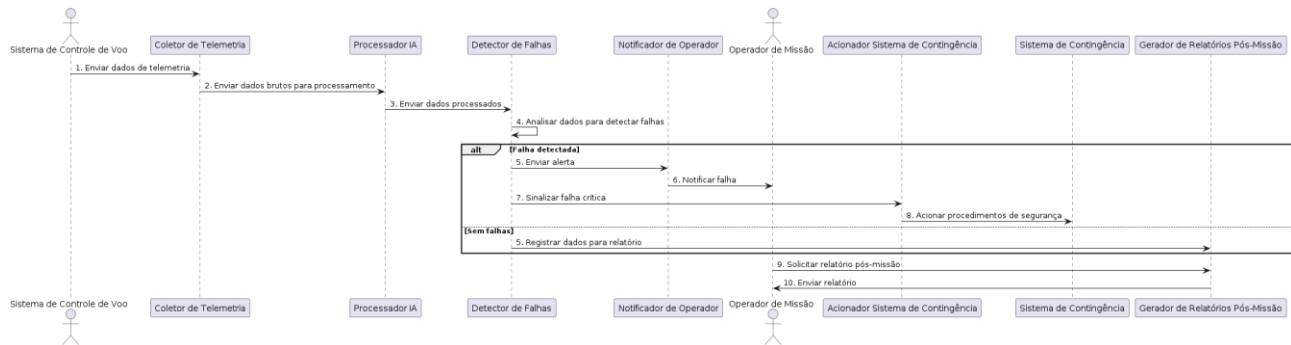 Sistema de Controle de Voo
Coletor de Telemetria
Processador IA
Detector de Falhas
Notificador de Operador
Operador de Missão
Acionador Sistema de Contingência
Sistema de Contingência
Gerador de Relatórios Pós-Missão
1. Enviar dados de telemetria
2. Enviar dados brutos para processamento
3. Enviar dados processados
4. Analisar dados para detectar falhas
alt [Falha detectada]
5. Enviar alerta
6. Notificar falha
7. Sinalizar falha crítica
8. Acionar procedimentos de segurança
[Sem falhas]
5. Registrar dados para relatório
9. Solicitar relatório pós-missão
10. Enviar relatório
Sistema de Controle de Voo
Coletor de Telemetria
Processador IA
Detector de Falhas
Notificador de Operador
Operador de Missão
Acionador Sistema de Contingência
Sistema de Contingência
Gerador de Relatórios Pós-Missão